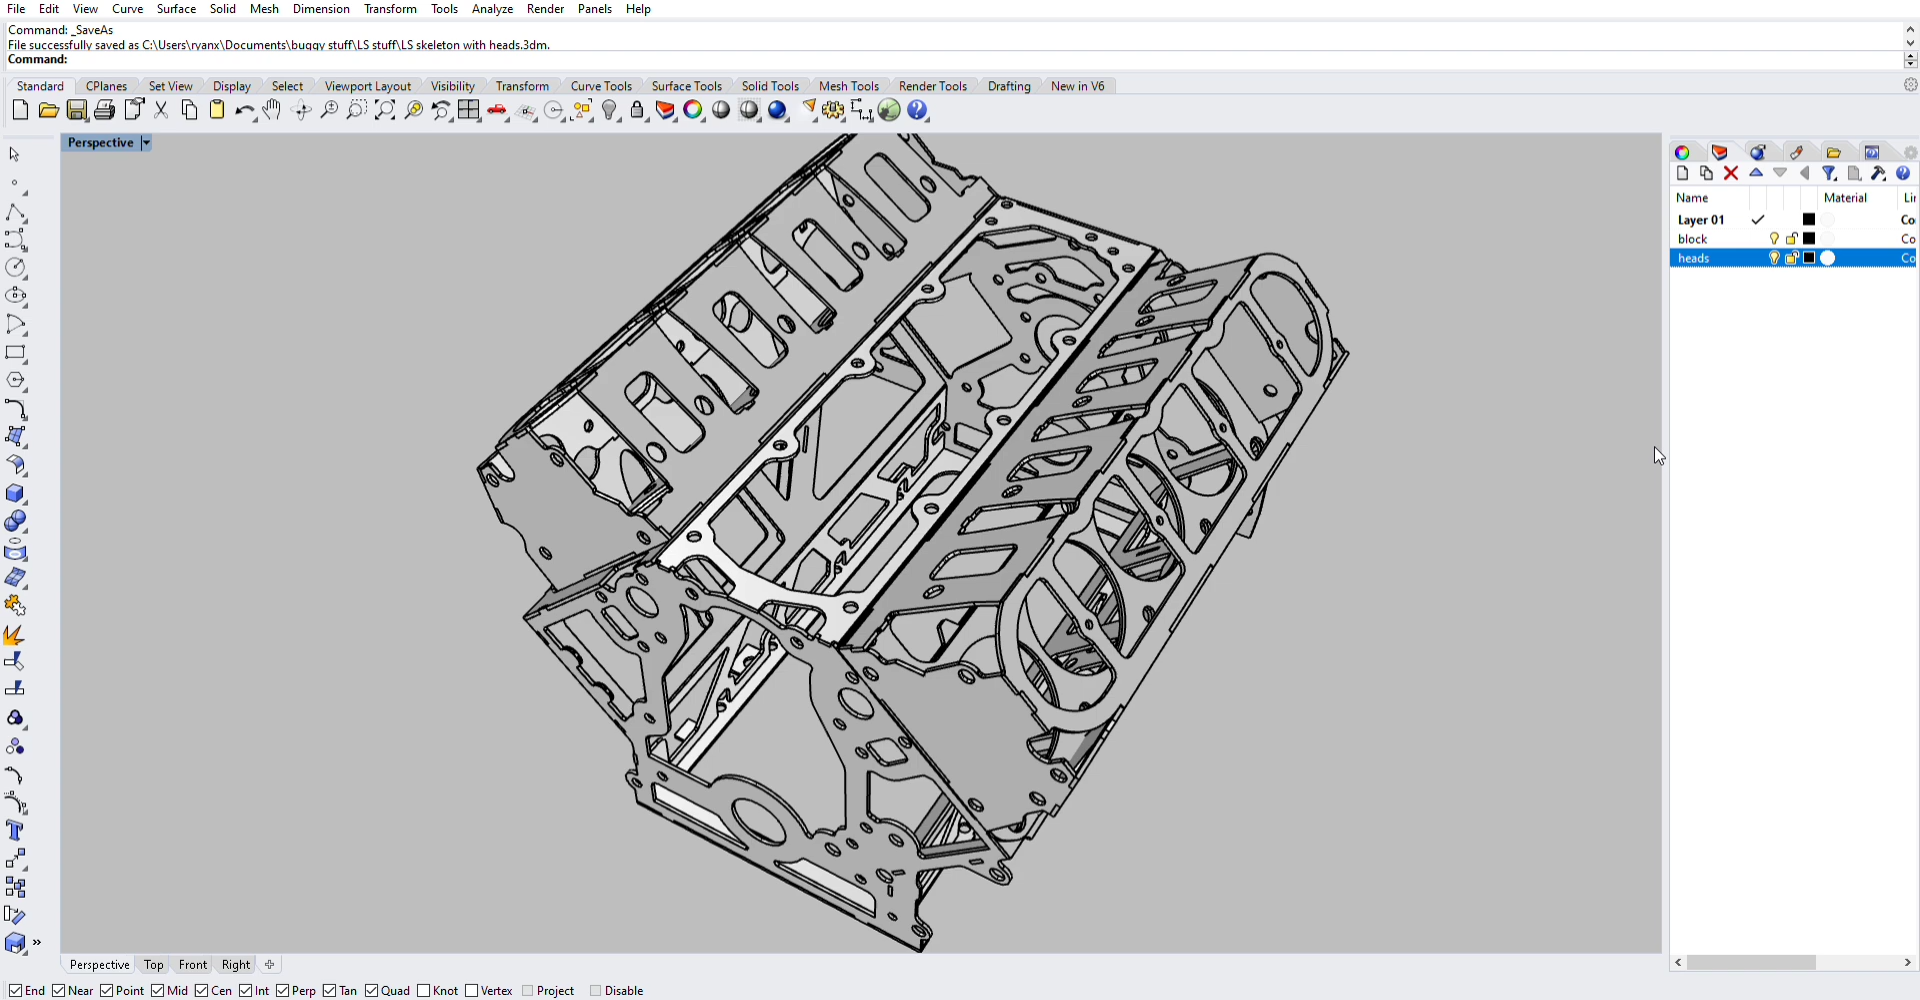 File Edit View Curve Surface Solid Mesh Dimension Transform Tools Analyze Render Panels Help
Command: _SaveAs
File successfully saved as C:\Users\ryanx\Documents\buggy stuff\LS stuff\LS skeleton with heads.3dm.
Command:
Standard CPlanes Set View Display Select Viewport Layout Visibility Transform Curve Tools Surface Tools Solid Tools Mesh Tools Render Tools Drafting New in V6
Perspective
Name Material Lir
Layer 01 Co
block Co
heads Co
Perspective Top Front Right
End Near Point Mid Cen Int Perp Tan Quad Knot Vertex Project Disable